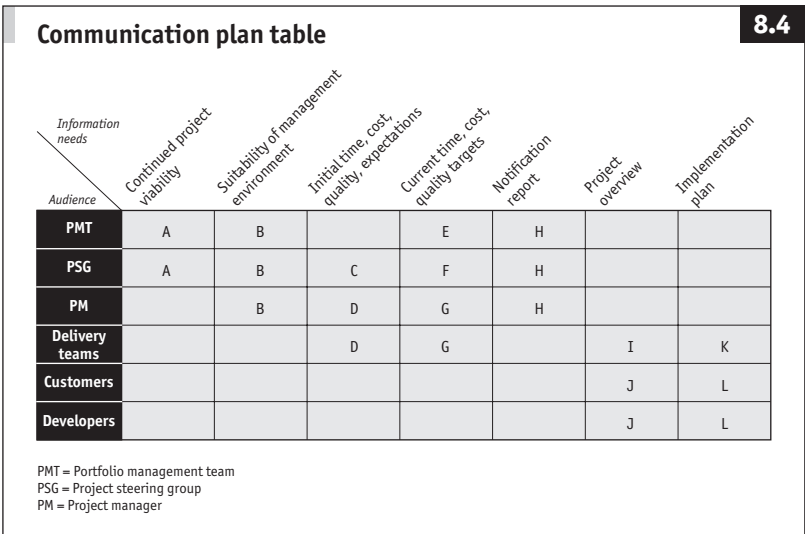 Communication plan table
8.4
Information
needs
Audience
Continued project
viability
Suitability of management
environment
Initial time, cost,
quality, expectations
Current time, cost,
quality targets
Notification
report
Project
overview
Implementation
plan
PMT A B E H
PSG A B C F H
PM B D G H
Delivery
teams D G I K
Customers J L
Developers J L
PMT = Portfolio management team
PSG = Project steering group
PM = Project manager